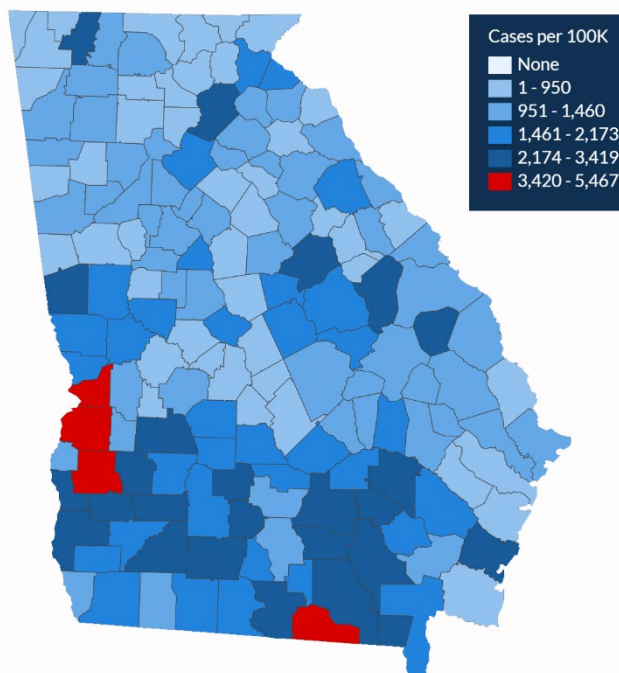 Cases per 100K
None
1 - 950
951 - 1,460
1,461 - 2,173
2,174 - 3,419
3,420 - 5,467